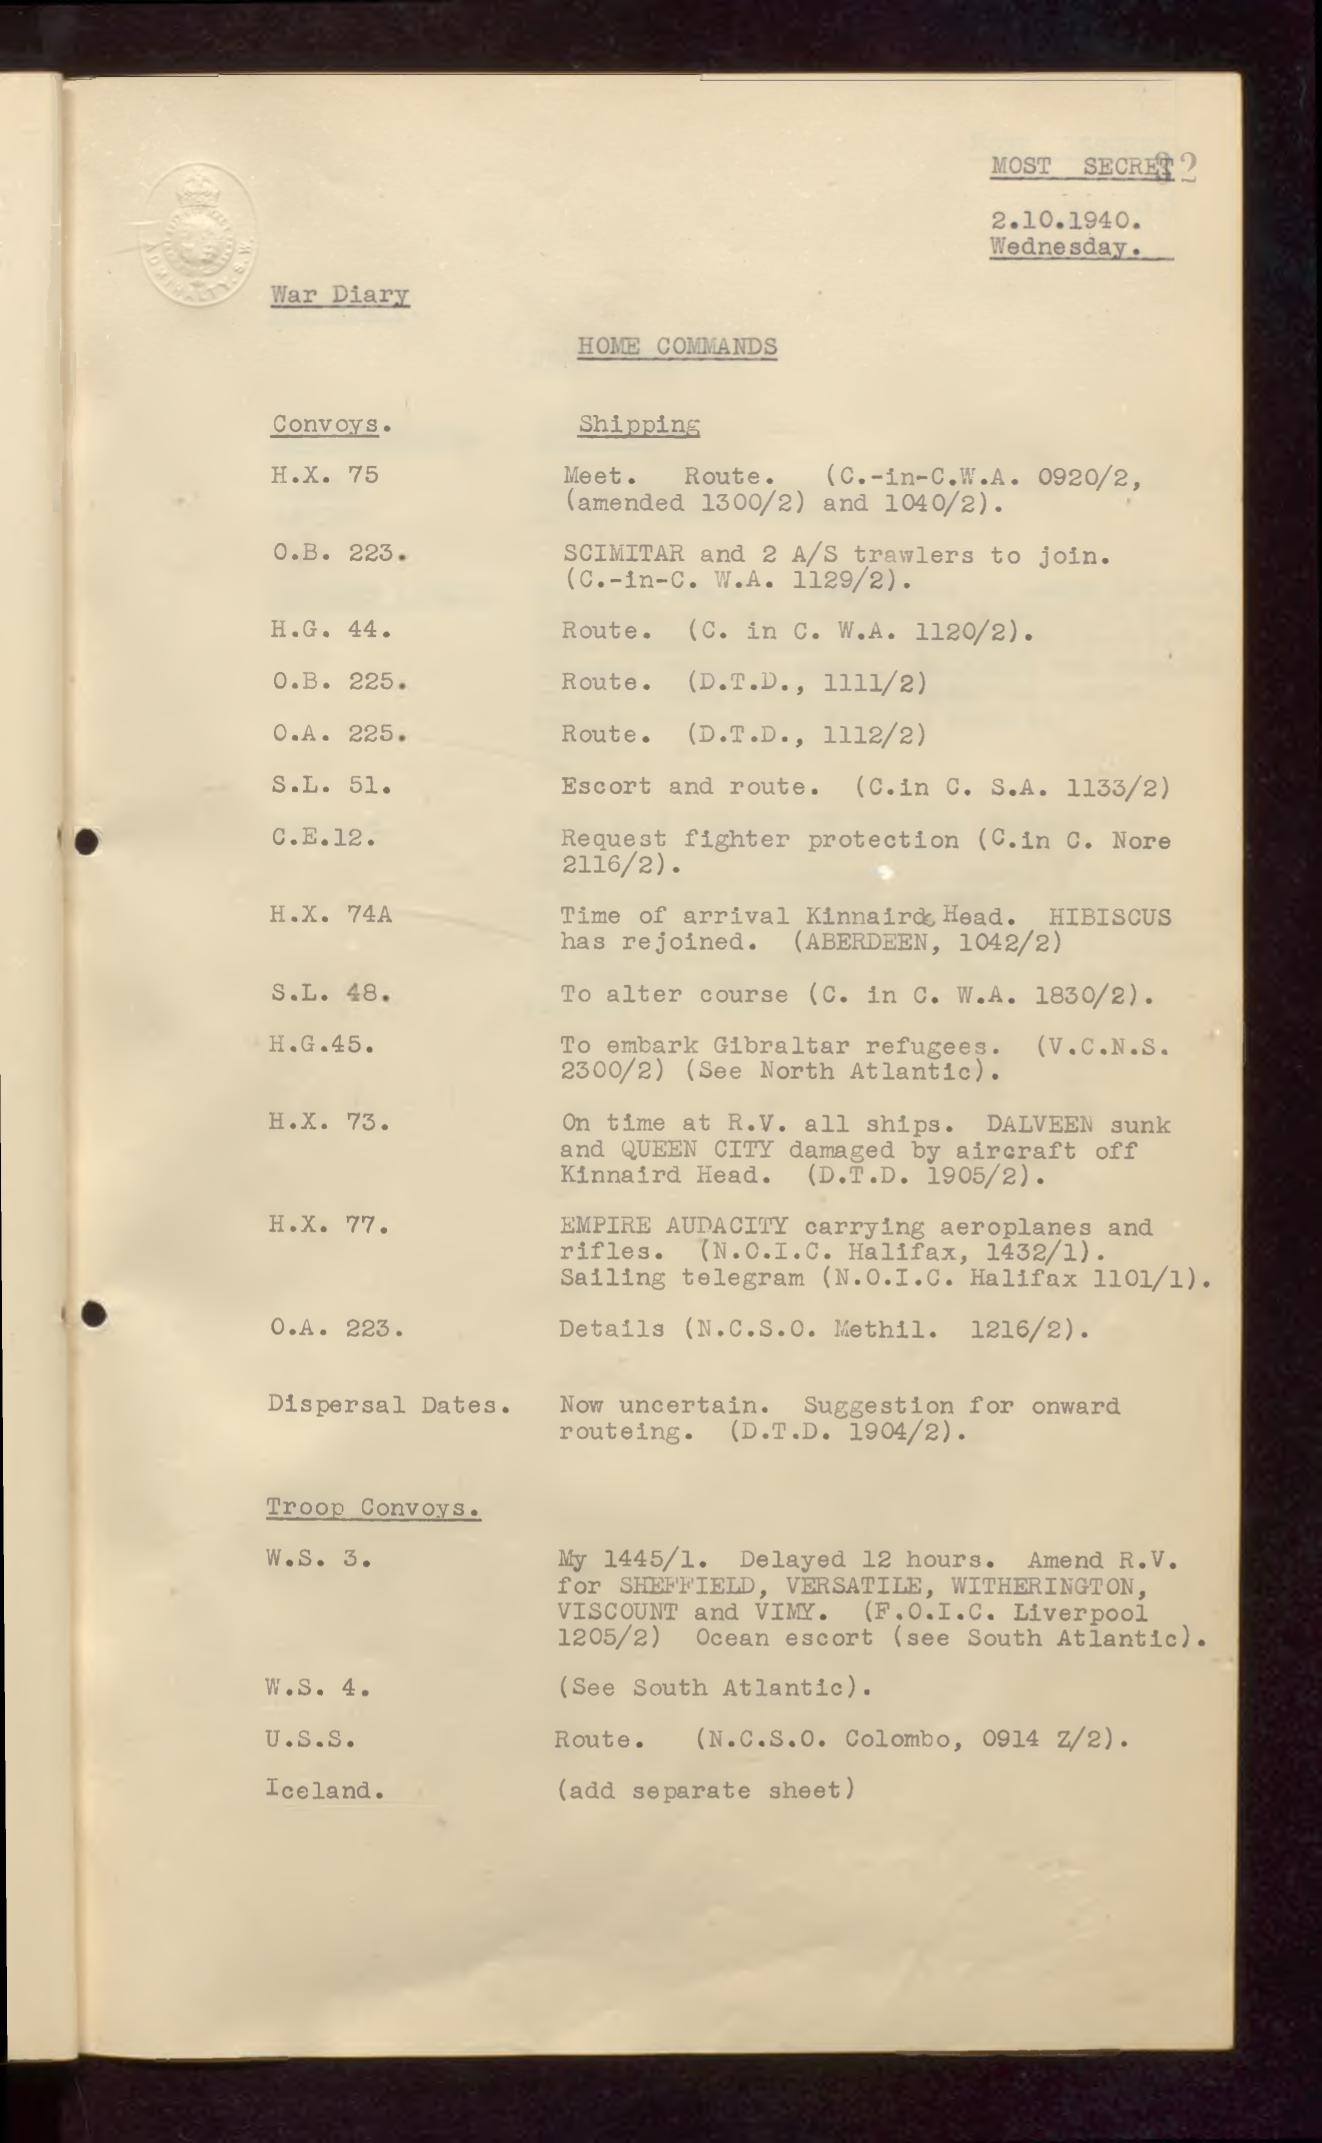 MOST SECRET
32
2.10.1940.
Wednesday.
ADMIRALTY. S.W.
War Diary
HOME COMMANDS
Convoys. Shipping
H.X. 75 Meet. Route. (C.-in-C.W.A. 0920/2,
(amended 1300/2) and 1040/2).
O.B. 223. SCIMITAR and 2 A/S trawlers to join.
(C.-in-C. W.A. 1129/2).
H.G. 44. Route. (C. in C. W.A. 1120/2).
O.B. 225. Route. (D.T.D., 1111/2)
O.A. 225. Route. (D.T.D., 1112/2)
S.L. 51. Escort and route. (C.in C. S.A. 1133/2)
C.E.12. Request fighter protection (C.in C. Nore
2116/2).
H.X. 74A Time of arrival Kinnaird Head. HIBISCUS
has rejoined. (ABERDEEN, 1042/2)
S.L. 48. To alter course (C. in C. W.A. 1830/2).
H.G.45. To embark Gibraltar refugees. (V.C.N.S.
2300/2) (See North Atlantic).
H.X. 73. On time at R.V. all ships. DALVEEN sunk
and QUEEN CITY damaged by aircraft off
Kinnaird Head. (D.T.D. 1905/2).
H.X. 77. EMPIRE AUDACITY carrying aeroplanes and
rifles. (N.O.I.C. Halifax, 1432/1).
Sailing telegram (N.O.I.C. Halifax 1101/1).
O.A. 223. Details (N.C.S.O. Methil. 1216/2).
Dispersal Dates. Now uncertain. Suggestion for onward
routeing. (D.T.D. 1904/2).
Troop Convoys.
W.S. 3. My 1445/1. Delayed 12 hours. Amend R.V.
for SHEFFIELD, VERSATILE, WITHERINGTON,
VISCOUNT and VIMY. (F.O.I.C. Liverpool
1205/2) Ocean escort (see South Atlantic).
W.S. 4. (See South Atlantic).
U.S.S. Route. (N.C.S.O. Colombo, 0914 Z/2).
Iceland. (add separate sheet)